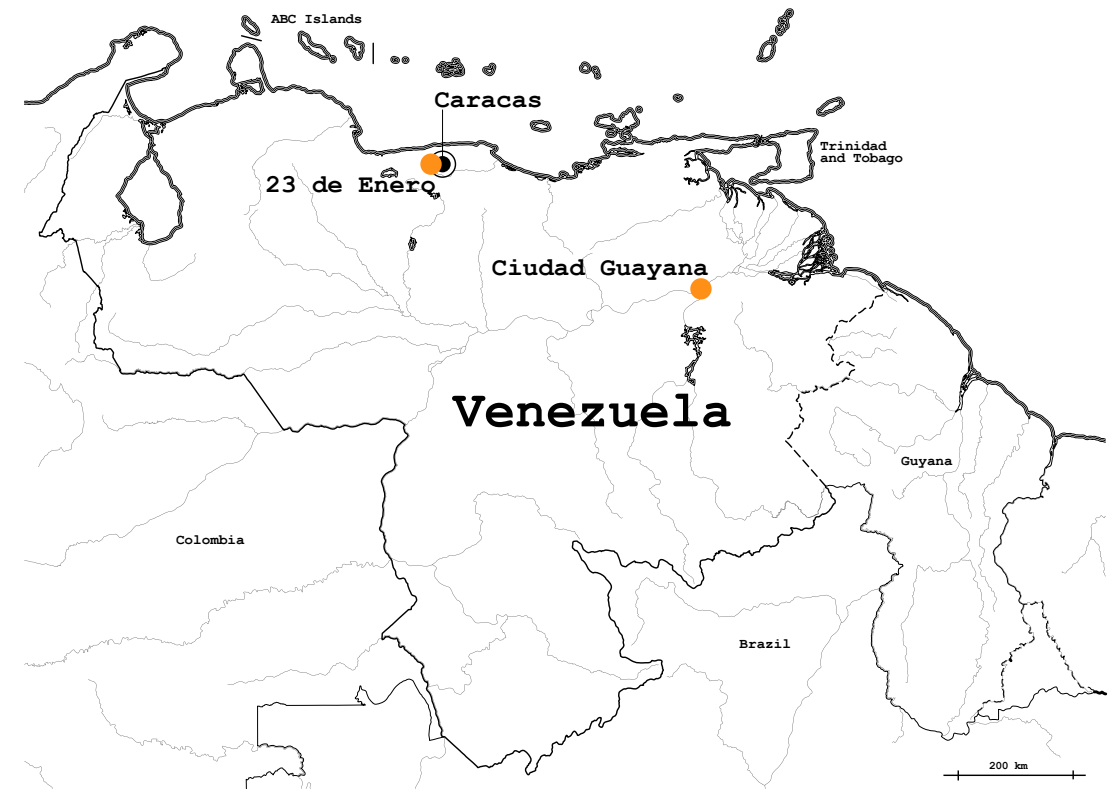 ABC Islands
Caracas
Trinidad
and Tobago
23 de Enero
Ciudad Guayana
Venezuela
Guyana
Colombia
Brazil
200 km